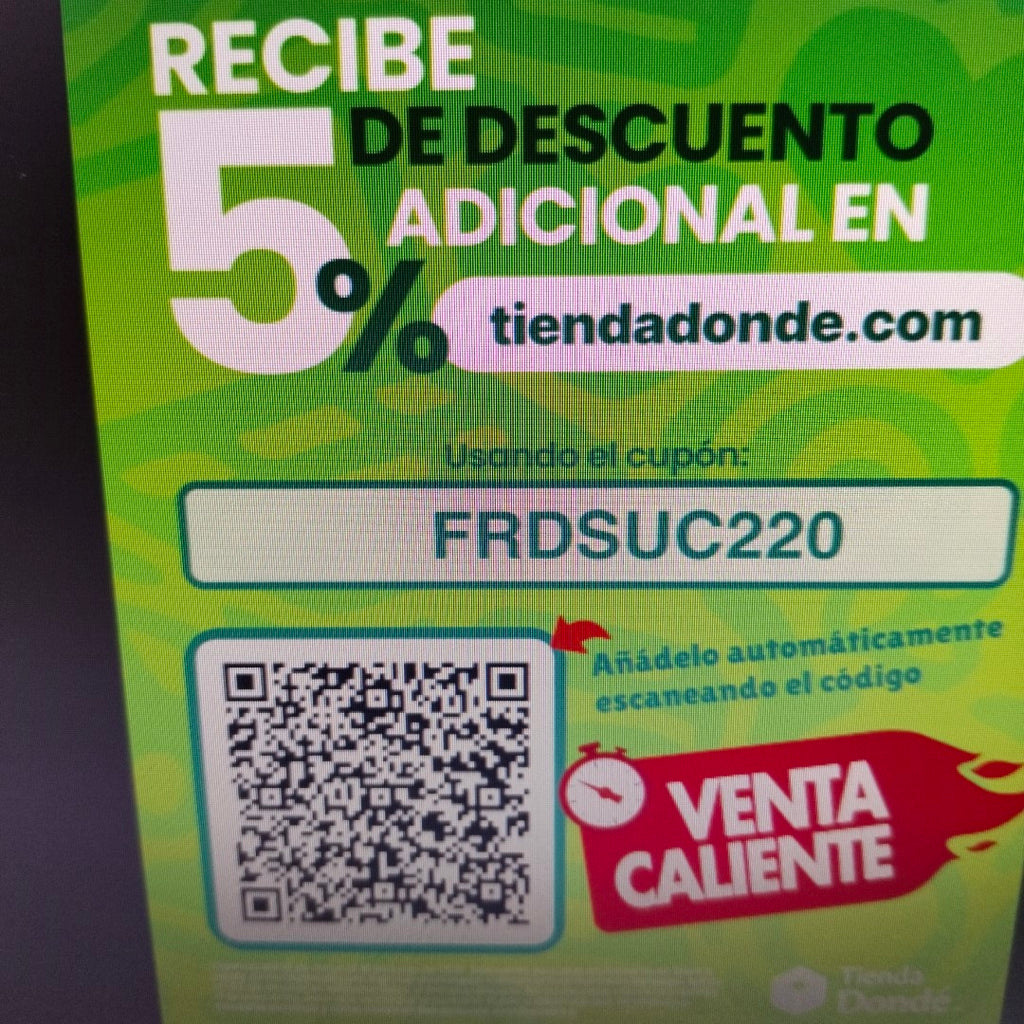 RECIBE
5% DE DESCUENTO
ADICIONAL EN
tiendadonde.com
Usando el cupón:
FRDSUC220
Añádelo automáticamente
escaneando el código
VENTA
CALIENTE
Tienda
Dondé